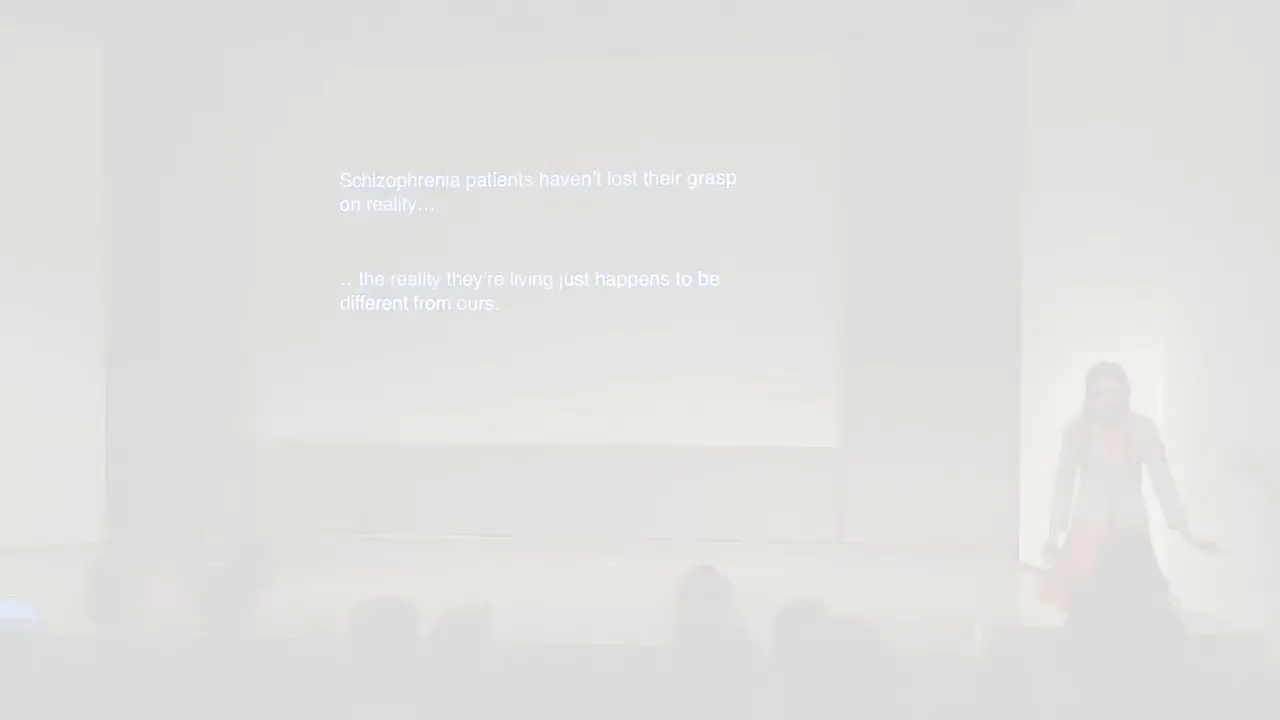 Schizophrenia patients haven't lost their grasp
on reality...
.. the reality they're living just happens to be
different from ours.